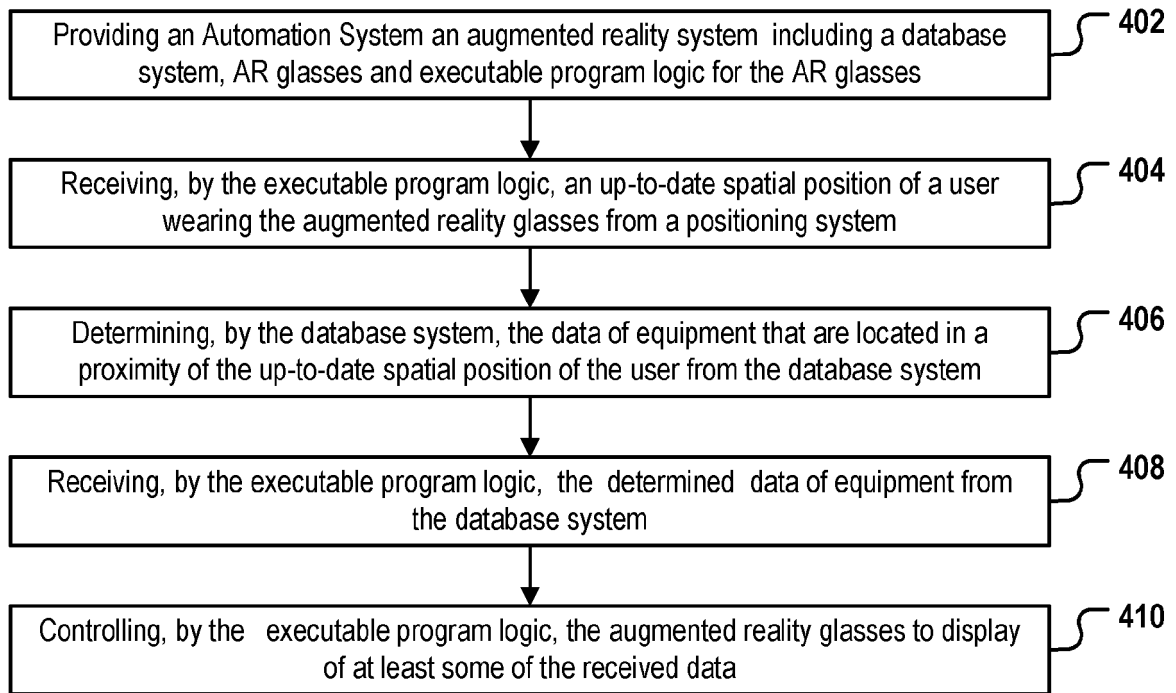 Providing an Automation System an augmented reality system including a database
system, AR glasses and executable program logic for the AR glasses
402
Receiving, by the executable program logic, an up-to-date spatial position of a user
wearing the augmented reality glasses from a positioning system
404
Determining, by the database system, the data of equipment that are located in a
proximity of the up-to-date spatial position of the user from the database system
406
Receiving, by the executable program logic, the determined data of equipment from
the database system
408
Controlling, by the executable program logic, the augmented reality glasses to display
of at least some of the received data
410